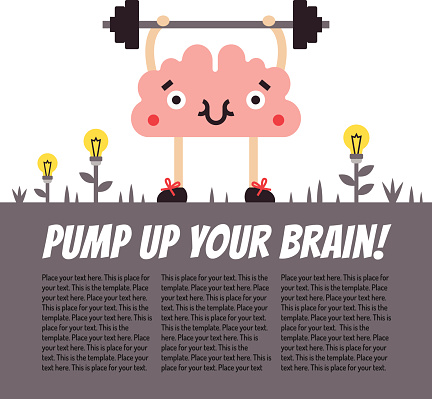 PUMP UP YOUR BRAIN!
Place your text here. This is place for
your text. Place your text here. This
is the template. Place your text here.
This is place for your text. This is the
template. Place your text here. This is
place for your text. This is the
template. Place your text here. Place
your text here. This is place for your
text. This is the template. Place your
text here. This is place for your text.
This is the template. Place your text
here. This is place for your text.
This is the template. Place your text
here. This is place for your text. This is
the template. Place your text here. Place
your text here. This is place for your
text. This is the template. Place your
text here. This is place for your text.
This is the template. Place your text
here. Place your text here. This is
place for your text. This is the
template. Place your text here. Place
your text here. Place your text
Place your text here. This is place for
your text. Place your text here. This
is the template. Place your text here.
This is place for your text. This is the
template. Place your text here. This is
place for your text. This is the
template. Place your text here. Place
your text here. This is place for your
text. This is the template. Place your
text here.